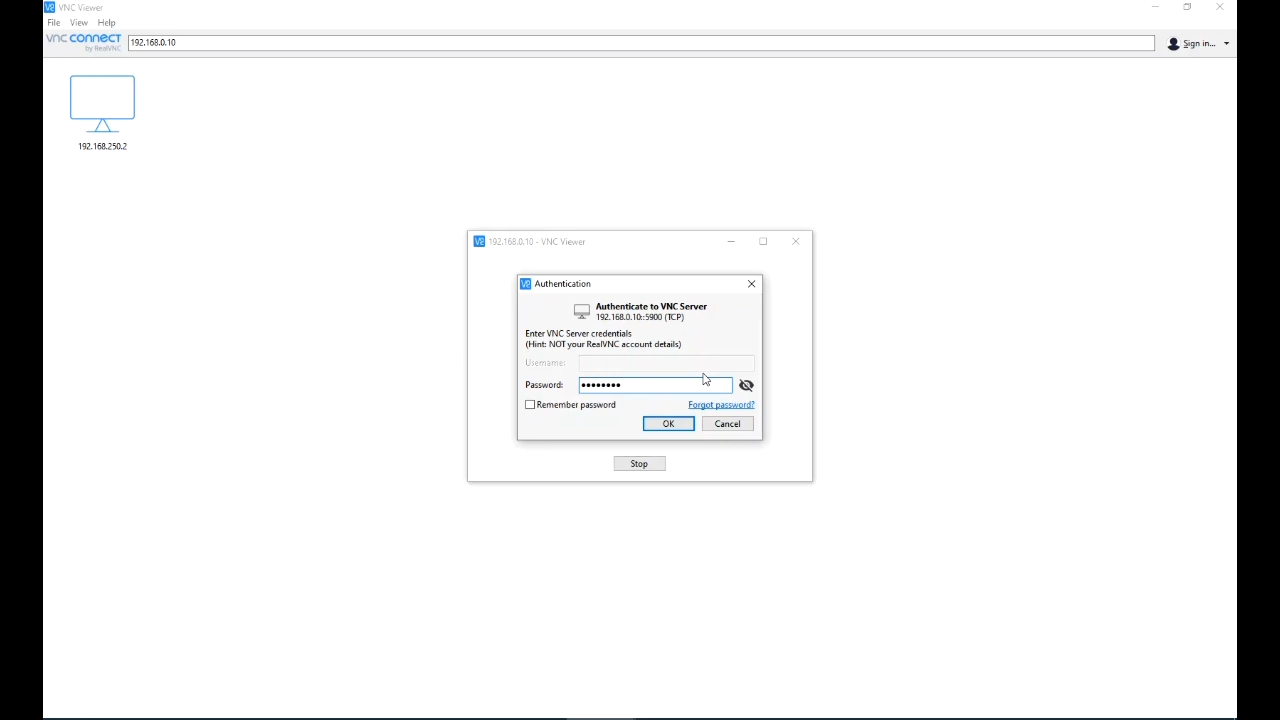 VNC Viewer
File View Help
vnc connect
by RealVNC
192.168.0.10
Sign in...
192.168.250.2
192.168.0.10 - VNC Viewer
Authentication
Authenticate to VNC Server
192.168.0.10::5900 (TCP)
Enter VNC Server credentials
(Hint: NOT your RealVNC account details)
Username:
Password: ••••••••
Remember password Forgot password?
OK Cancel
Stop